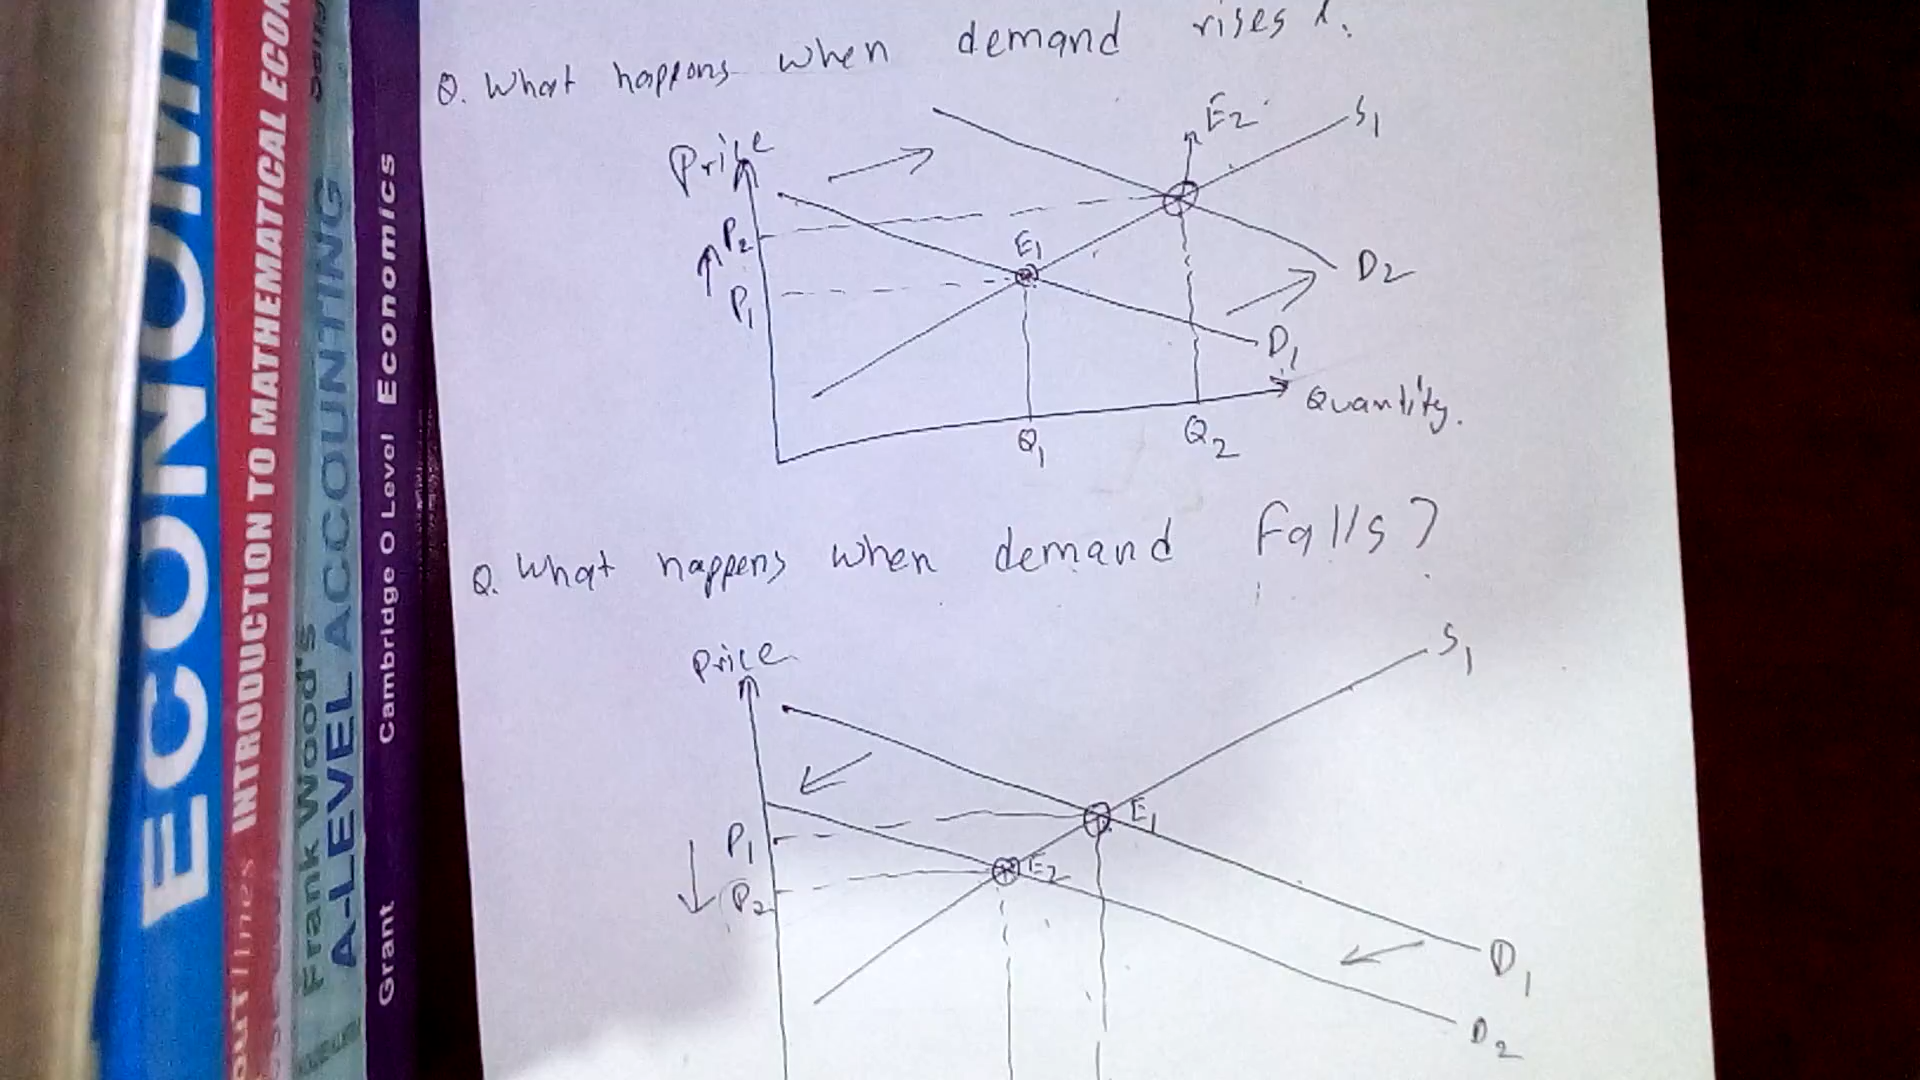 ECONOMI
OUTlines INTRODUCTION TO MATHEMATICAL ECON
Frank Wood's
A-LEVEL ACCOUNTING
Grant Cambridge O Level Economics
Q. What happens when demand rises
Price
E2
S1
P2
E1
P1
D2
D1
Quantity.
Q1 Q2
Q. What happens when demand falls?
Price
S1
P1
E1
P2
E2
D1
D2